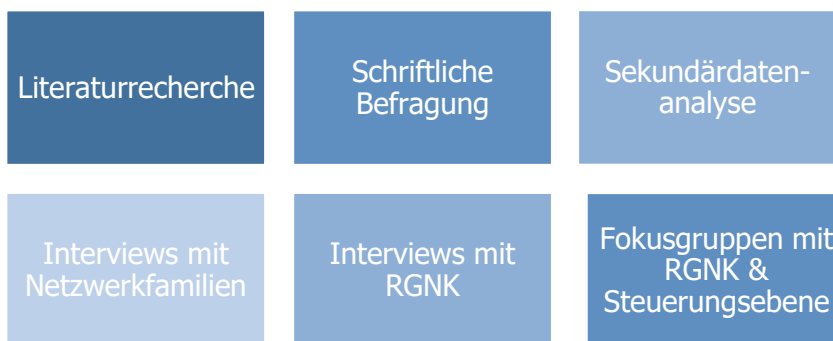 Literaturrecherche
Schriftliche
Befragung
Sekundärdaten-
analyse
Interviews mit
Netzwerkfamilien
Interviews mit
RGNK
Fokusgruppen mit
RGNK &
Steuerungsebene